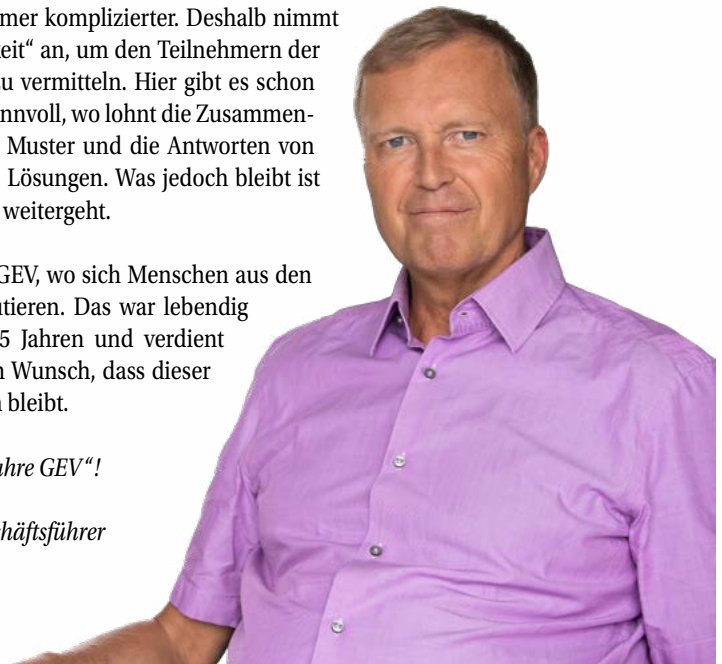 mer komplizierter. Deshalb nimmt
eit“ an, um den Teilnehmern der
zu vermitteln. Hier gibt es schon
nnvoll, wo lohnt die Zusammen-
Muster und die Antworten von
Lösungen. Was jedoch bleibt ist
weitergeht.
GEV, wo sich Menschen aus den
utieren. Das war lebendig
5 Jahren und verdient
n Wunsch, dass dieser
bleibt.
ahre GEV“!
häftsführer